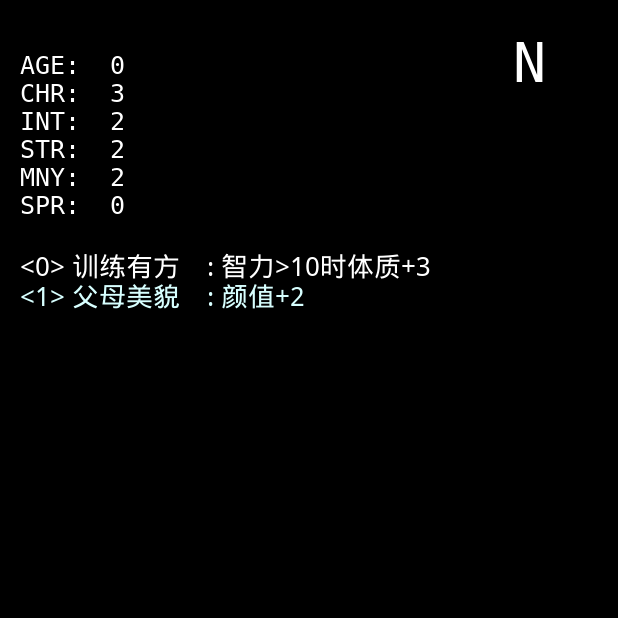 N
AGE: 0
CHR: 3
INT: 2
STR: 2
MNY: 2
SPR: 0
<0> 训练有方 : 智力>10时体质+3
<1> 父母美貌 : 颜值+2